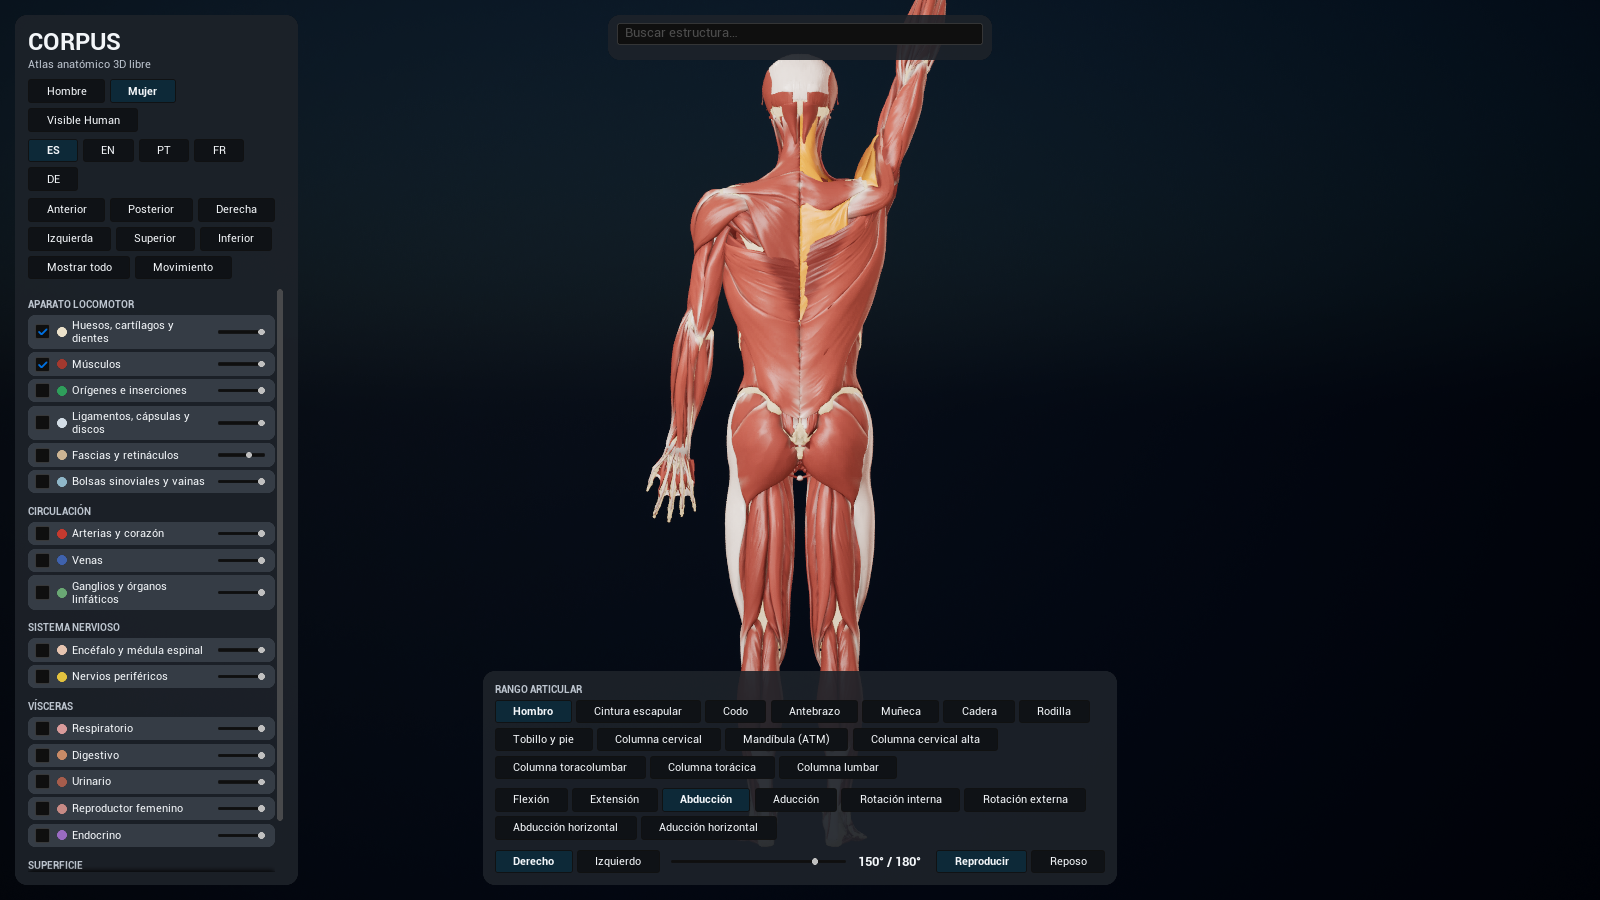 CORPUS
Atlas anatómico 3D libre
Hombre Mujer
Visible Human
ES EN PT FR
DE
Anterior Posterior Derecha
Izquierda Superior Inferior
Mostrar todo Movimiento
APARATO LOCOMOTOR
Huesos, cartílagos y
dientes
Músculos
Orígenes e inserciones
Ligamentos, cápsulas y
discos
Fascias y retináculos
Bolsas sinoviales y vainas
CIRCULACIÓN
Arterias y corazón
Venas
Ganglios y órganos
linfáticos
SISTEMA NERVIOSO
Encéfalo y médula espinal
Nervios periféricos
VÍSCERAS
Respiratorio
Digestivo
Urinario
Reproductor femenino
Endocrino
SUPERFICIE
Buscar estructura...
RANGO ARTICULAR
Hombro Cintura escapular Codo Antebrazo Muñeca Cadera Rodilla
Tobillo y pie Columna cervical Mandíbula (ATM) Columna cervical alta
Columna toracolumbar Columna torácica Columna lumbar
Flexión Extensión Abducción Aducción Rotación interna Rotación externa
Abducción horizontal Aducción horizontal
Derecho Izquierdo 150° / 180° Reproducir Reposo